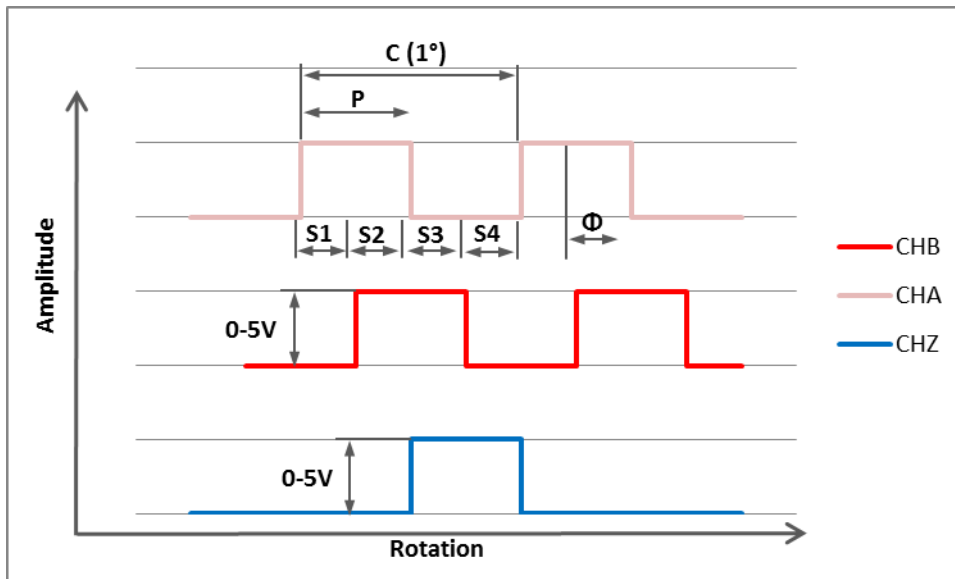 C (1°)
P
S1 S2 S3 S4 Φ
CHB
CHA
CHZ
0-5V
0-5V
Amplitude
Rotation